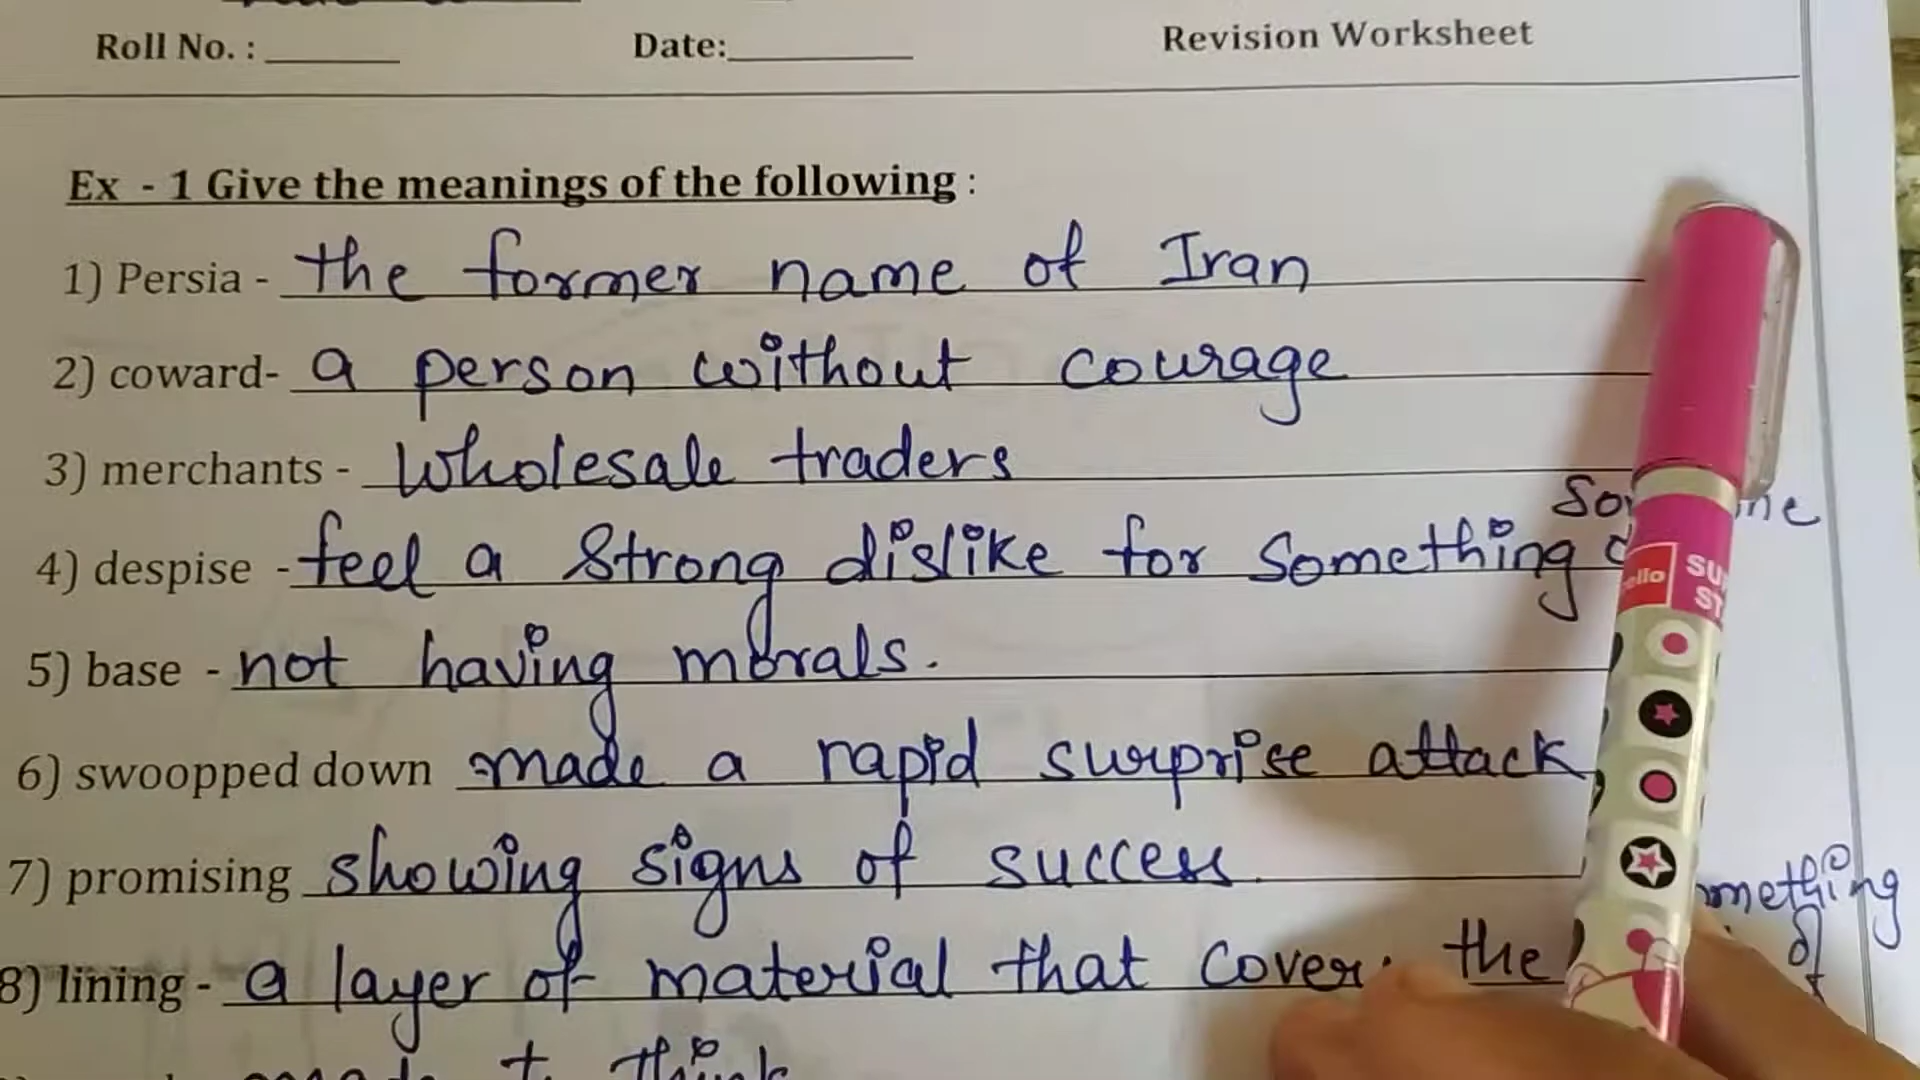 Roll No. : Date: Revision Worksheet
Ex - 1 Give the meanings of the following :
1) Persia - the former name of Iran
2) coward- a person without courage
3) merchants - wholesale traders
4) despise - feel a strong dislike for something
5) base - not having morals.
6) swoopped down made a rapid surprise attack
7) promising showing signs of success
8) lining - a layer of material that cover the
think